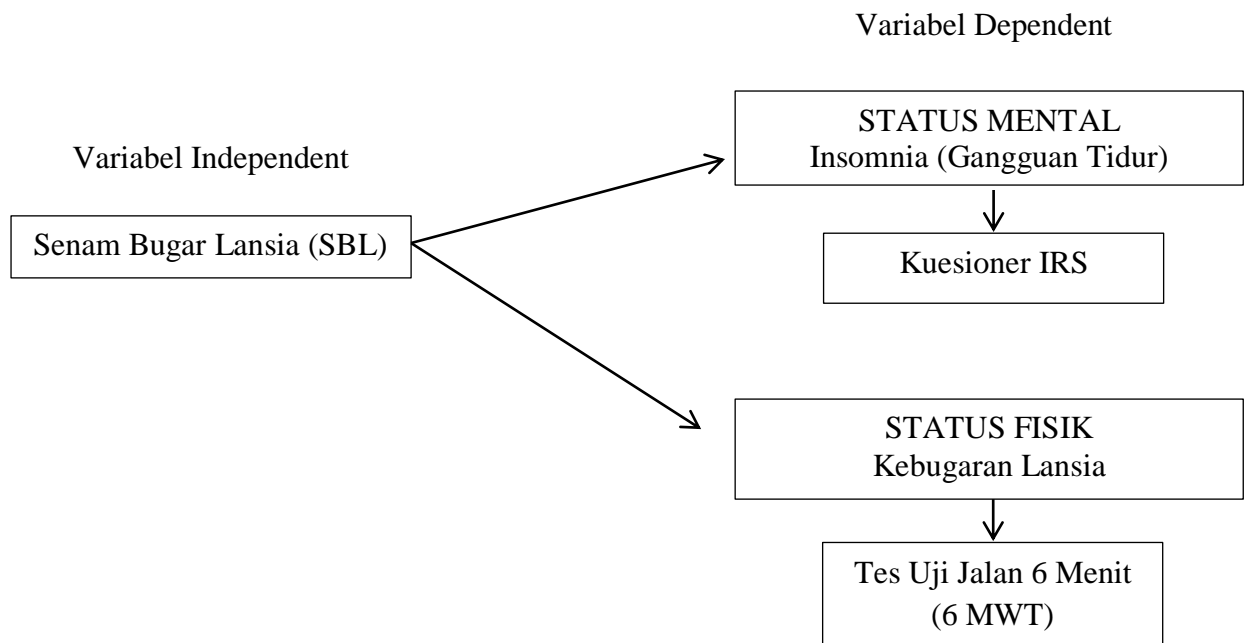 Variabel Dependent
STATUS MENTAL
Insomnia (Gangguan Tidur)
Variabel Independent
Senam Bugar Lansia (SBL)
Kuesioner IRS
STATUS FISIK
Kebugaran Lansia
Tes Uji Jalan 6 Menit
(6 MWT)